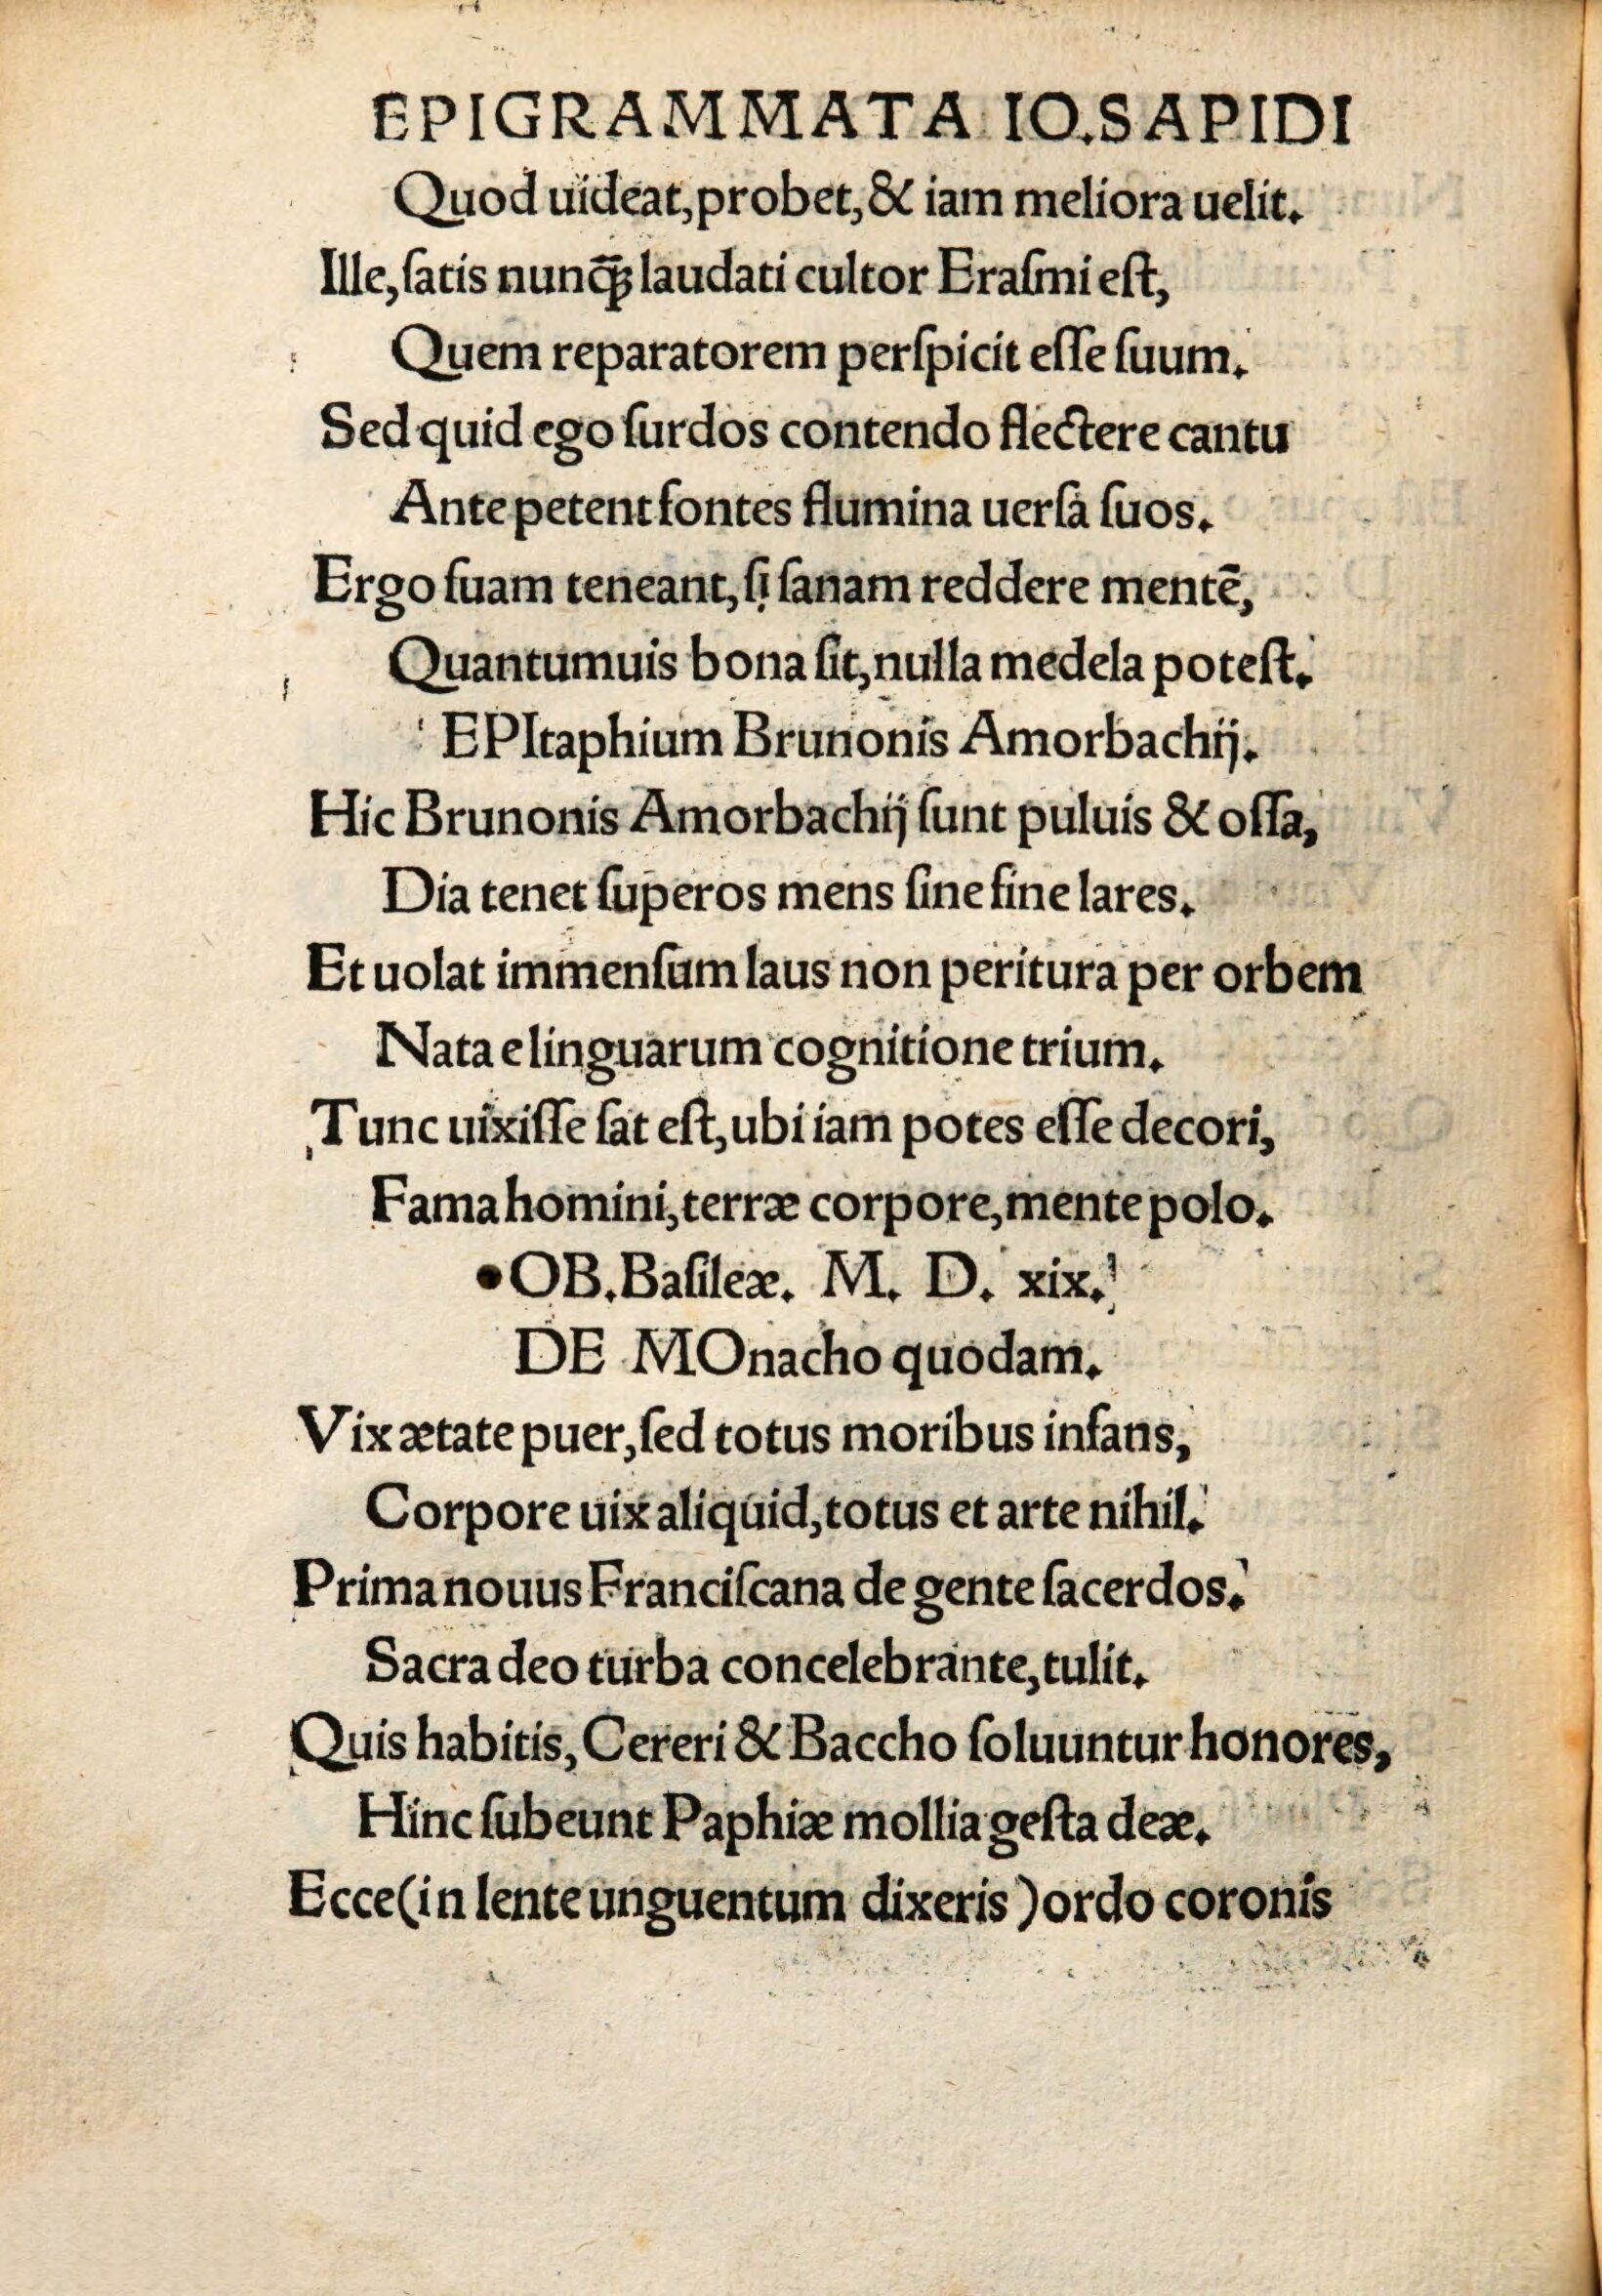 EPIGRAMMATA IO.SAPIDI
Quod uideat, probet, & iam meliora uelit.
Ille, ſatis nunꝙ̃ laudati cultor Eraſmi eſt,
Quem reparatorem perſpicit eſſe ſuum.
Sed quid ego ſurdos contendo flectere cantu
Ante petent fontes flumina uerſa ſuos.
Ergo ſuam teneant, ſi ſanam reddere mentē,
Quantumuis bona ſit, nulla medela poteſt.
EPItaphium Brunonis Amorbachij.
Hic Brunonis Amorbachij ſunt puluis & oſſa,
Dia tenet ſuperos mens ſine fine lares.
Et uolat immenſum laus non peritura per orbem
Nata e linguarum cognitione trium.
Tunc uixiſſe ſat eſt, ubi iam potes eſſe decori,
Fama homini, terræ corpore, mente polo.
OB. Baſileæ. M. D. xix.
DE MOnacho quodam.
Vix ætate puer, ſed totus moribus infans,
Corpore uix aliquid, totus et arte nihil.
Prima nouus Franciſcana de gente ſacerdos.
Sacra deo turba concelebrante, tulit.
Quis habitis, Cereri & Baccho ſoluuntur honores,
Hinc ſubeunt Paphiæ mollia geſta deæ.
Ecce (in lente unguentum dixeris) ordo coronis